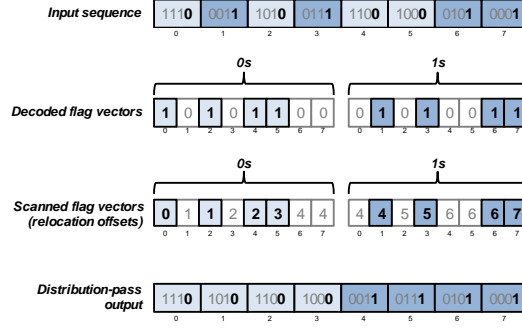 Input sequence 1110 0011 1010 0111 1100 1000 0101 0001
0 1 2 3 4 5 6 7
0s 1s
Decoded flag vectors 1 0 1 0 1 1 0 0 0 1 0 1 0 0 1 1
0 1 2 3 4 5 6 7 0 1 2 3 4 5 6 7
0s 1s
Scanned flag vectors
(relocation offsets)
0 1 1 2 2 3 4 4 4 4 5 5 6 6 6 7
0 1 2 3 4 5 6 7 0 1 2 3 4 5 6 7
Distribution-pass
output
1110 1010 1100 1000 0011 0111 0101 0001
0 1 2 3 4 5 6 7